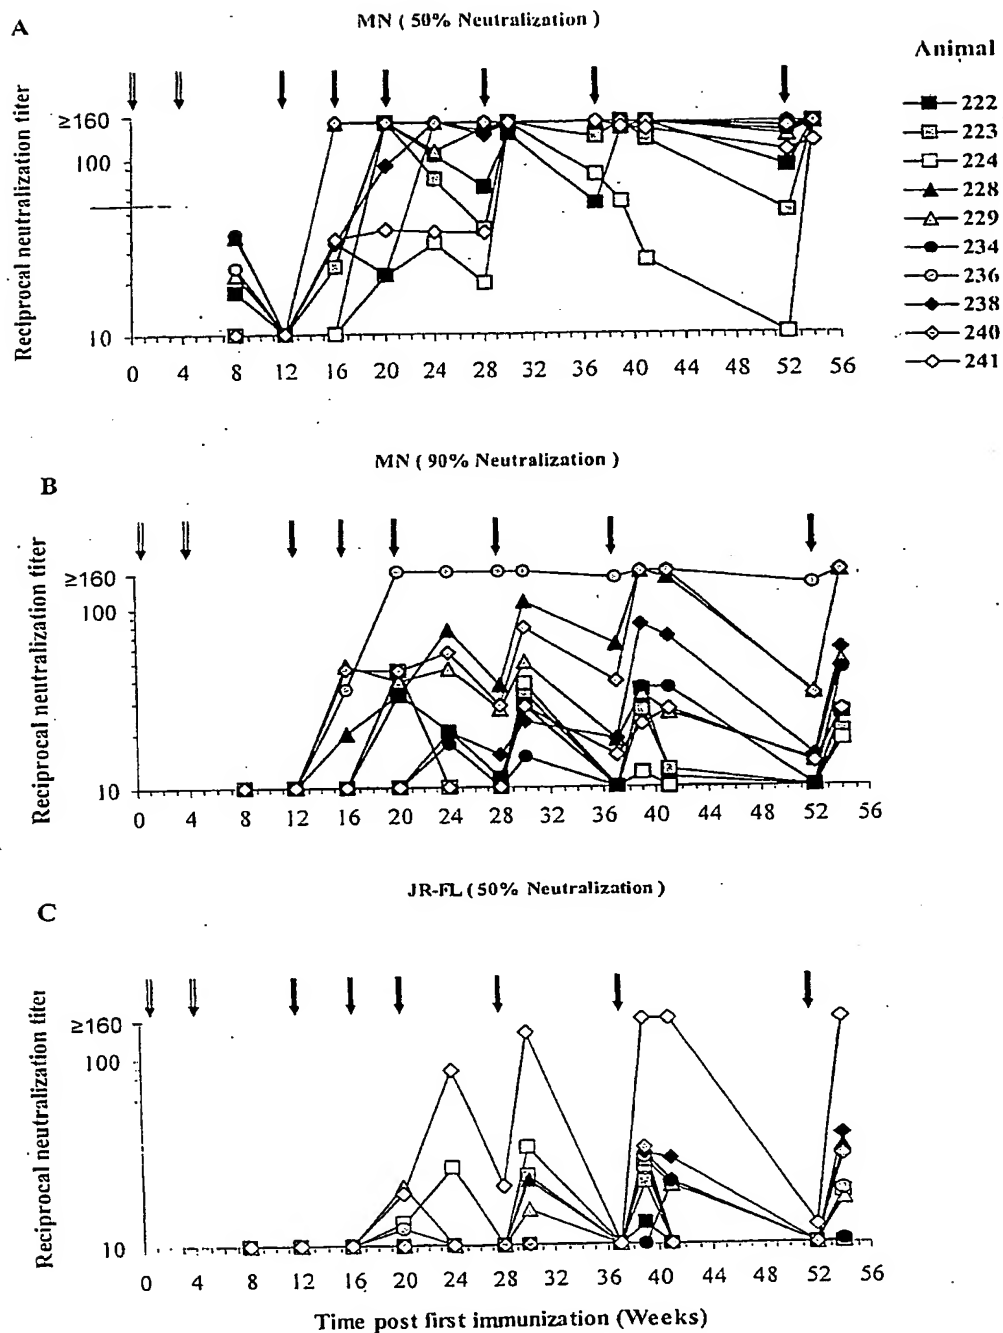 A
MN ( 50% Neutralization )
Animal
222
223
224
228
229
234
236
238
240
241
Reciprocal neutralization titer
≥160
100
10
0 4 8 12 16 20 24 28 32 36 40 44 48 52 56
MN ( 90% Neutralization )
B
Reciprocal neutralization titer
≥160
100
10
0 4 8 12 16 20 24 28 32 36 40 44 48 52 56
JR-FL ( 50% Neutralization )
C
Reciprocal neutralization titer
≥160
100
10
0 4 8 12 16 20 24 28 32 36 40 44 48 52 56
Time post first immunization (Weeks)